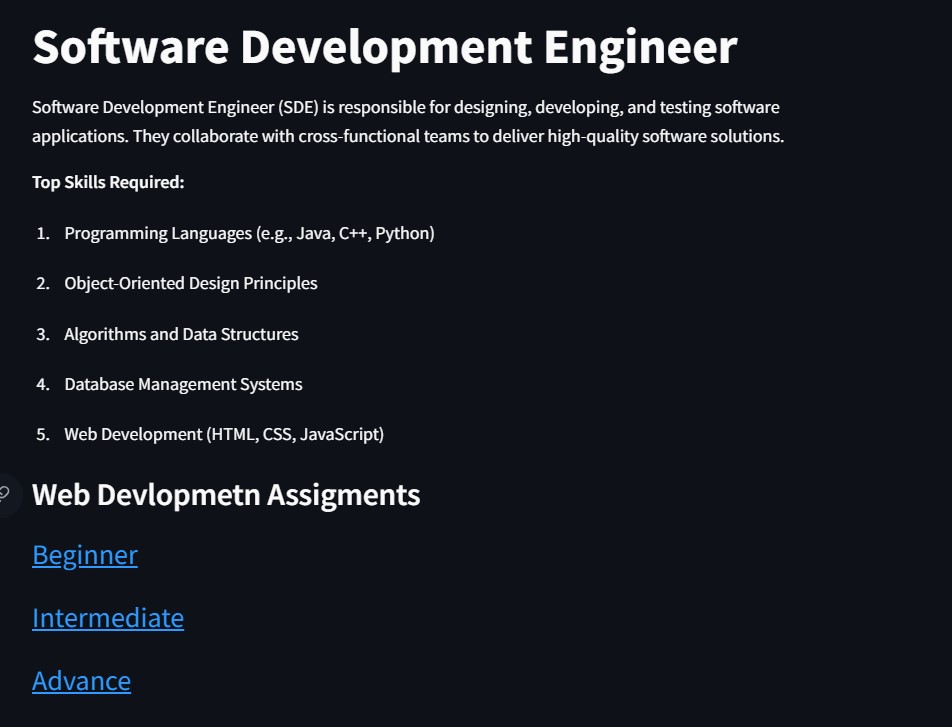 Software Development Engineer
Software Development Engineer (SDE) is responsible for designing, developing, and testing software
applications. They collaborate with cross-functional teams to deliver high-quality software solutions.
Top Skills Required:
1. Programming Languages (e.g., Java, C++, Python)
2. Object-Oriented Design Principles
3. Algorithms and Data Structures
4. Database Management Systems
5. Web Development (HTML, CSS, JavaScript)
Web Devlopmetn Assigments
Beginner
Intermediate
Advance